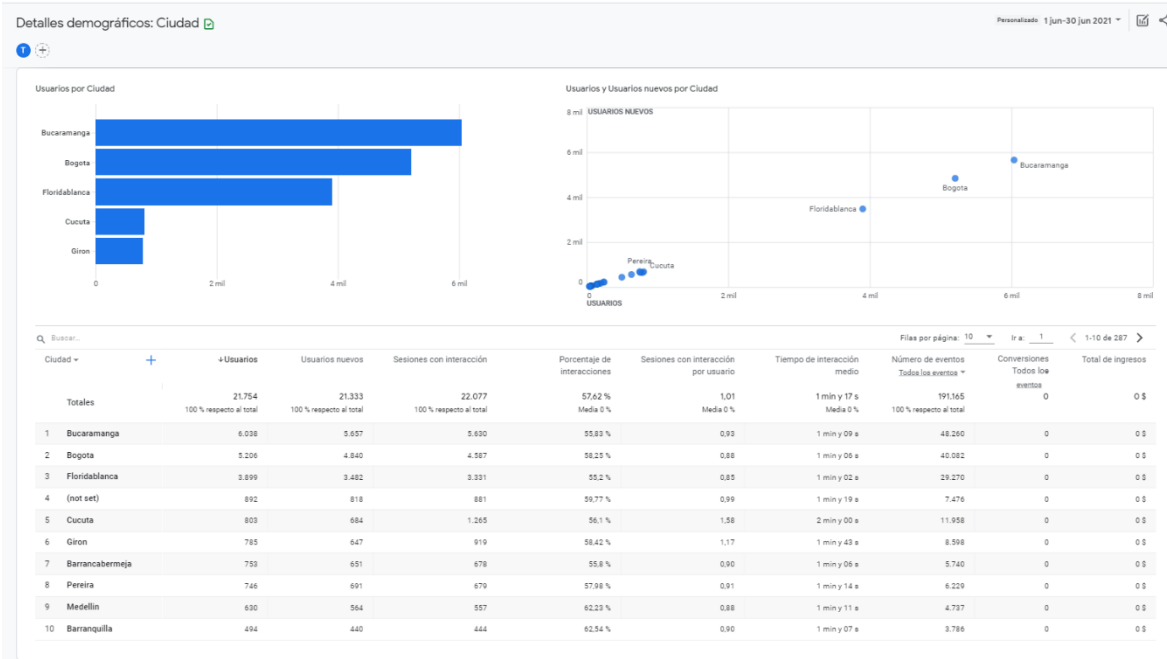 Detalles demográficos: Ciudad
Personalizado 1 jun-30 jun 2021
T
Usuarios por Ciudad
Bucaramanga
Bogota
Floridablanca
Cucuta
Giron
0 2 mil 4 mil 6 mil
Usuarios y Usuarios nuevos por Ciudad
8 mil USUARIOS NUEVOS
6 mil
4 mil
2 mil
0
Bucaramanga
Bogota
Floridablanca
Pereira
Cucuta
0 2 mil 4 mil 6 mil 8 mil
USUARIOS
Buscar...
Filas por página: 10 Ir a: 1 1-10 de 287
Ciudad + ↓Usuarios Usuarios nuevos Sesiones con interacción Porcentaje de interacciones Sesiones con interacción por usuario Tiempo de interacción medio Número de eventos Todos los eventos Conversiones Todos los eventos Total de ingresos
Totales 21.754 21.333 22.077 57,62 % 1,01 1 min y 17 s 191.165 0 0 $
100 % respecto al total 100 % respecto al total 100 % respecto al total Media 0 % Media 0 % Media 0 % 100 % respecto al total
1 Bucaramanga 6.038 5.657 5.630 55,83 % 0,93 1 min y 09 s 48.260 0 0 $
2 Bogota 5.206 4.840 4.587 58,25 % 0,88 1 min y 06 s 40.082 0 0 $
3 Floridablanca 3.899 3.482 3.331 55,2 % 0,85 1 min y 02 s 29.270 0 0 $
4 (not set) 892 818 881 59,77 % 0,99 1 min y 19 s 7.476 0 0 $
5 Cucuta 803 684 1.265 56,1 % 1,58 2 min y 00 s 11.958 0 0 $
6 Giron 785 647 919 58,42 % 1,17 1 min y 43 s 8.598 0 0 $
7 Barrancabermeja 753 651 678 55,8 % 0,90 1 min y 06 s 5.740 0 0 $
8 Pereira 746 691 679 57,98 % 0,91 1 min y 14 s 6.229 0 0 $
9 Medellin 630 564 557 62,23 % 0,88 1 min y 11 s 4.737 0 0 $
10 Barranquilla 494 440 444 62,54 % 0,90 1 min y 07 s 3.786 0 0 $